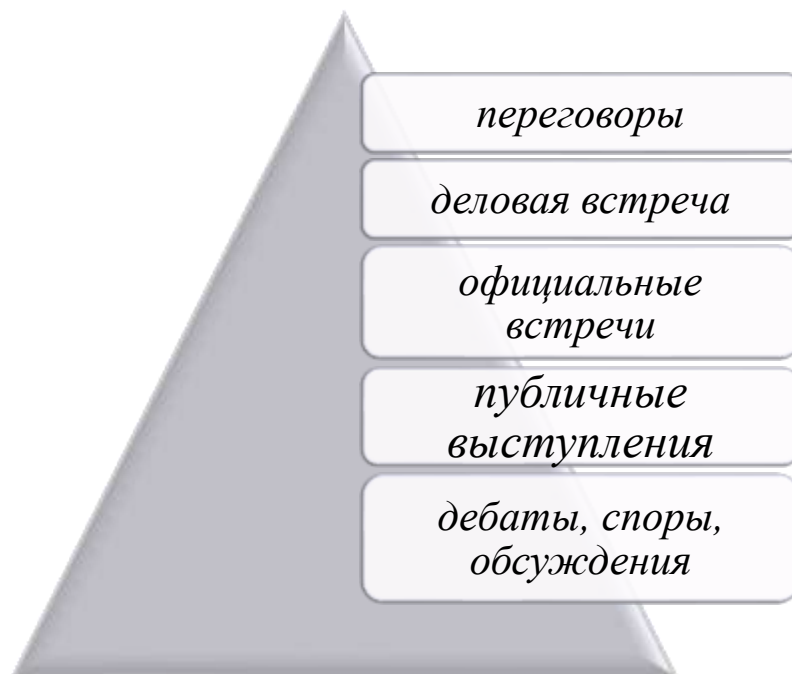 переговоры
деловая встреча
официальные
встречи
публичные
выступления
дебаты, споры,
обсуждения